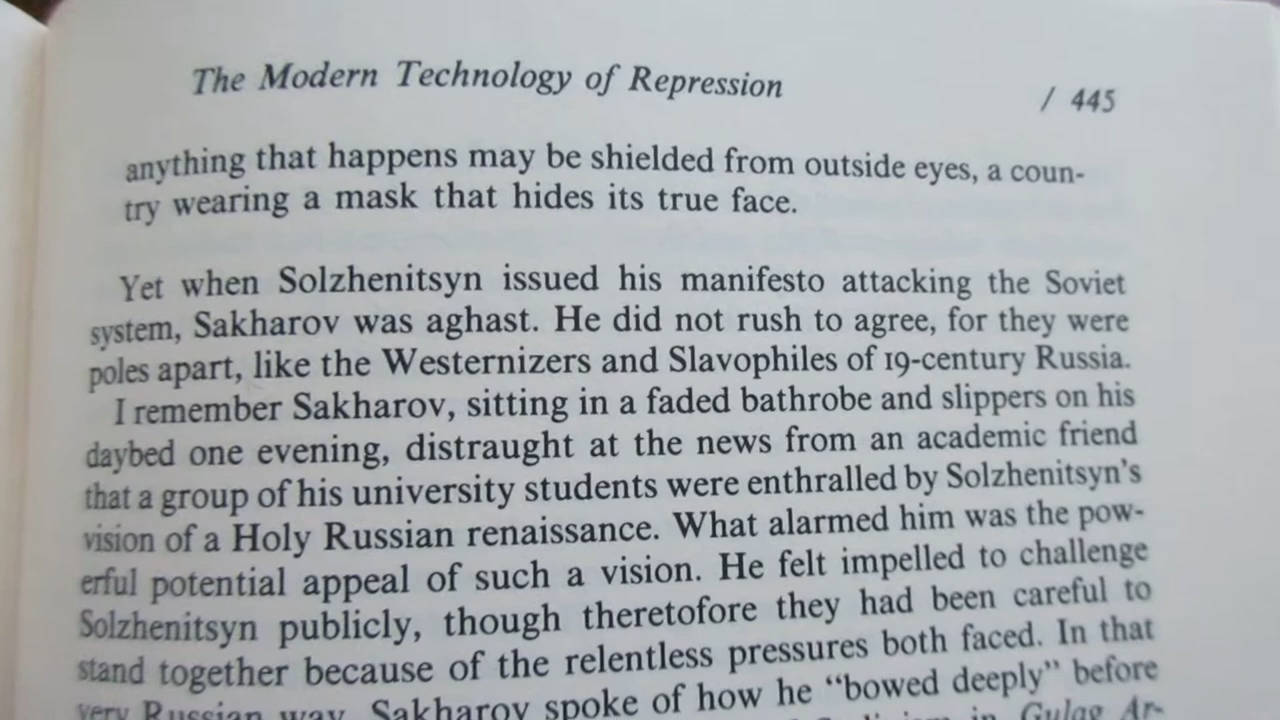 The Modern Technology of Repression / 445
anything that happens may be shielded from outside eyes, a coun-
try wearing a mask that hides its true face.
Yet when Solzhenitsyn issued his manifesto attacking the Soviet
system, Sakharov was aghast. He did not rush to agree, for they were
poles apart, like the Westernizers and Slavophiles of 19-century Russia.
I remember Sakharov, sitting in a faded bathrobe and slippers on his
daybed one evening, distraught at the news from an academic friend
that a group of his university students were enthralled by Solzhenitsyn's
vision of a Holy Russian renaissance. What alarmed him was the pow-
erful potential appeal of such a vision. He felt impelled to challenge
Solzhenitsyn publicly, though theretofore they had been careful to
stand together because of the relentless pressures both faced. In that
very Russian way, Sakharov spoke of how he “bowed deeply” before
in Gulag Ar-